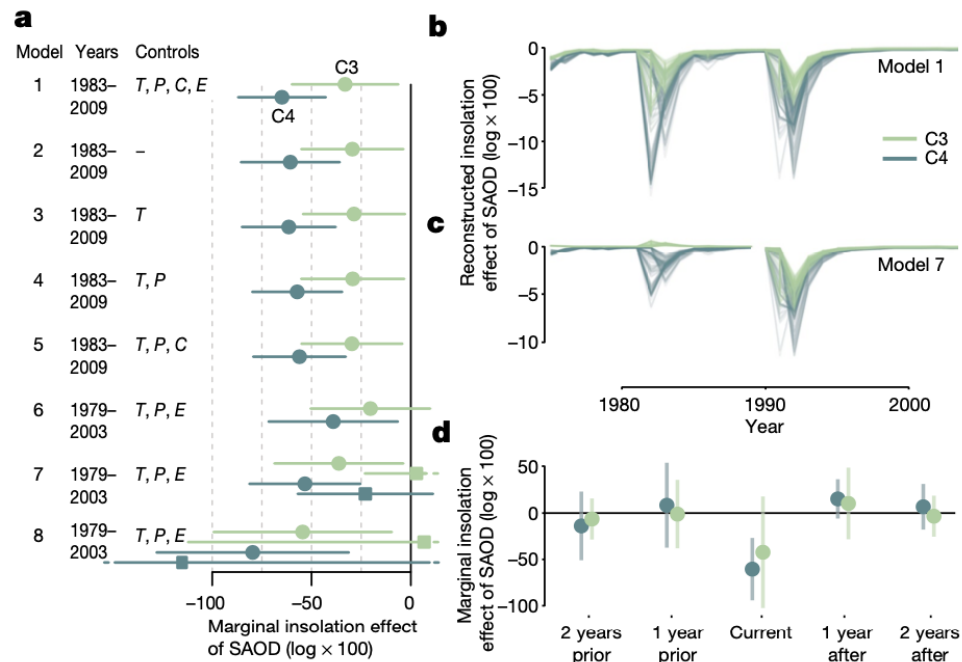 a
Model Years Controls
1 1983– T, P, C, E
2009
C3
C4
2 1983– –
2009
3 1983– T
2009
4 1983– T, P
2009
5 1983– T, P, C
2009
6 1979– T, P, E
2003
7 1979– T, P, E
2003
8 1979– T, P, E
2003
−100 −50 0
Marginal insolation effect
of SAOD (log × 100)
b
Reconstructed insolation
effect of SAOD (log × 100)
0
−5
−10
−15
Model 1
C3
C4
c
0
−5
−10
Model 7
1980 1990 2000
Year
d
Marginal insolation
effect of SAOD (log × 100)
50
0
−50
−100
2 years
prior
1 year
prior
Current
1 year
after
2 years
after